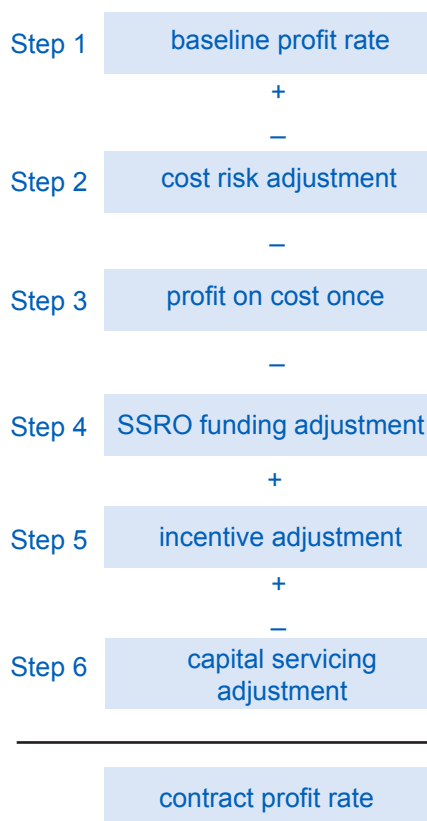 Step 1 baseline profit rate
+
–
Step 2 cost risk adjustment
–
Step 3 profit on cost once
–
Step 4 SSRO funding adjustment
+
Step 5 incentive adjustment
+
–
Step 6 capital servicing
adjustment
contract profit rate